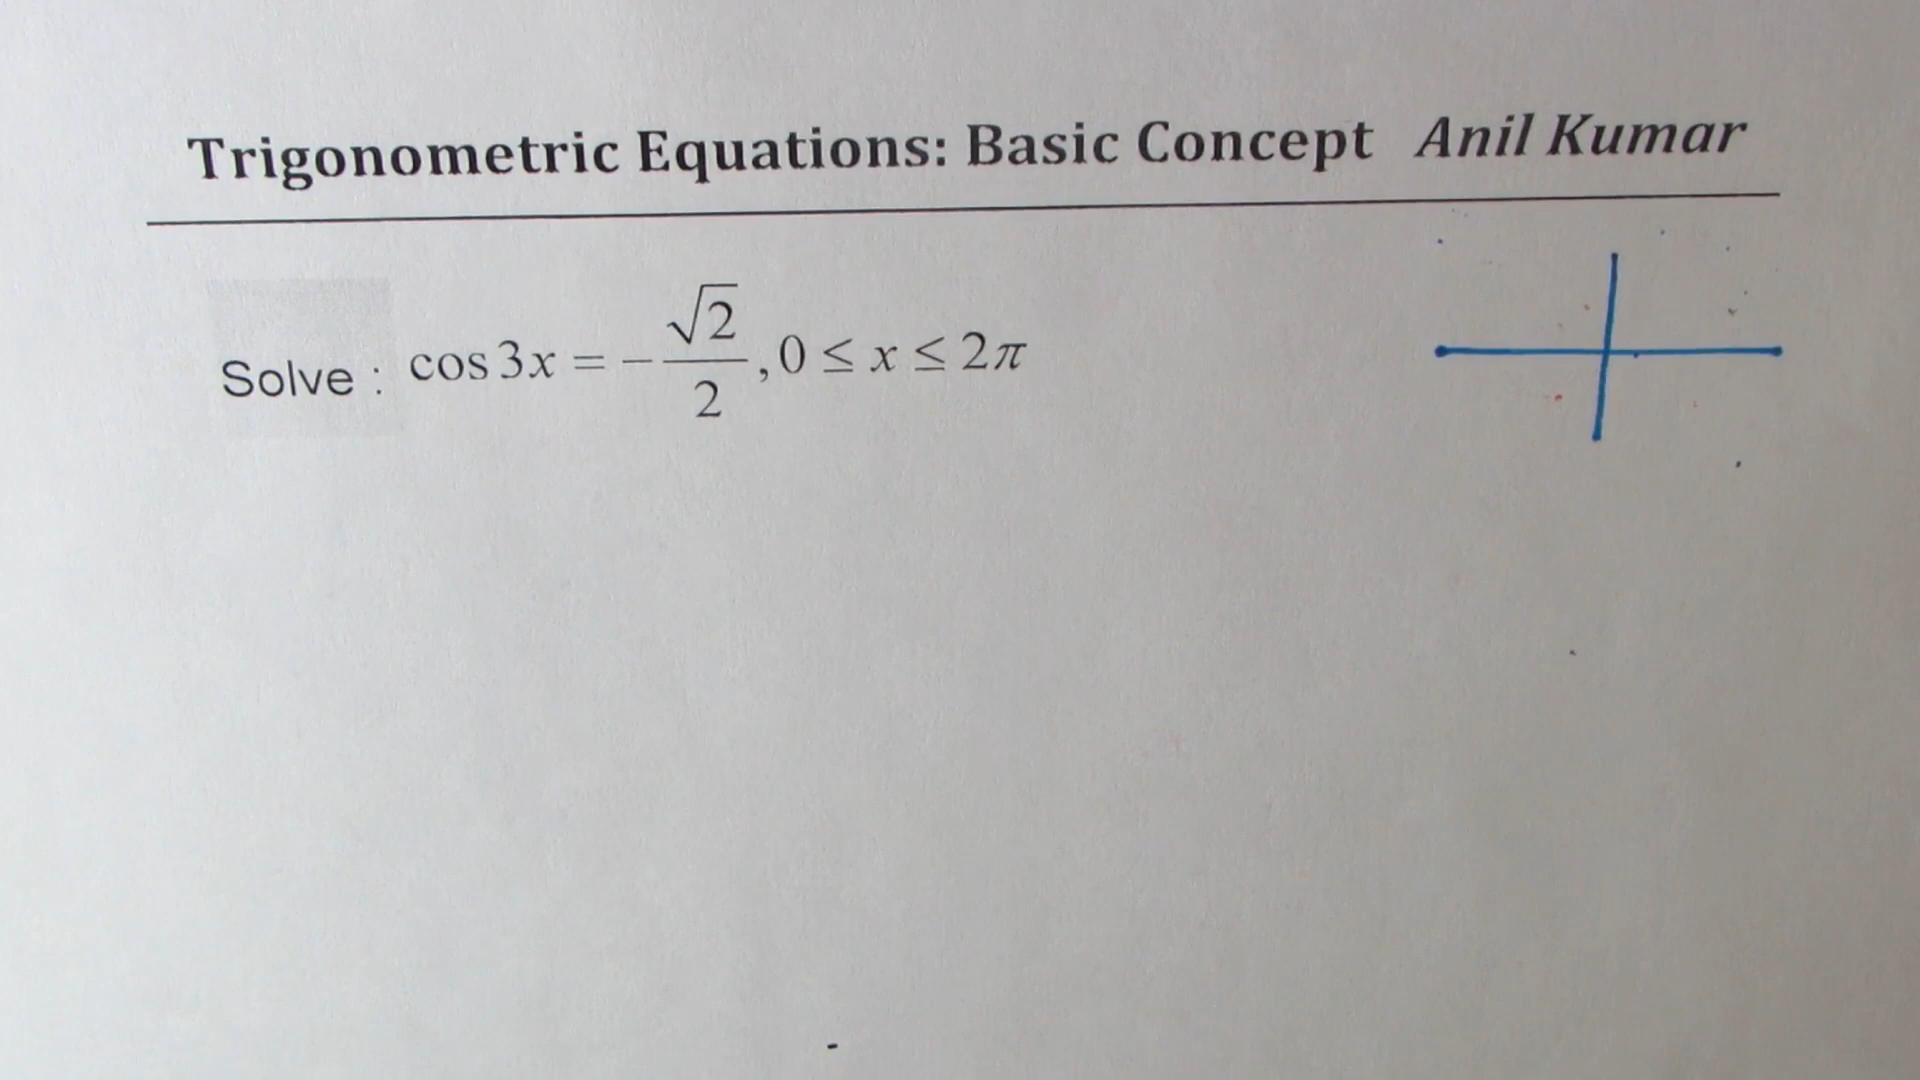 Trigonometric Equations: Basic Concept Anil Kumar
Solve : cos 3x = -√2/2 , 0 ≤ x ≤ 2π